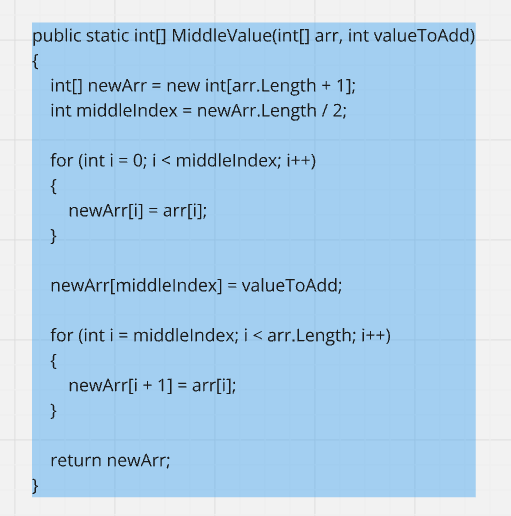 public static int[] MiddleValue(int[] arr, int valueToAdd)
{
    int[] newArr = new int[arr.Length + 1];
    int middleIndex = newArr.Length / 2;

    for (int i = 0; i < middleIndex; i++)
    {
        newArr[i] = arr[i];
    }

    newArr[middleIndex] = valueToAdd;

    for (int i = middleIndex; i < arr.Length; i++)
    {
        newArr[i + 1] = arr[i];
    }

    return newArr;
}